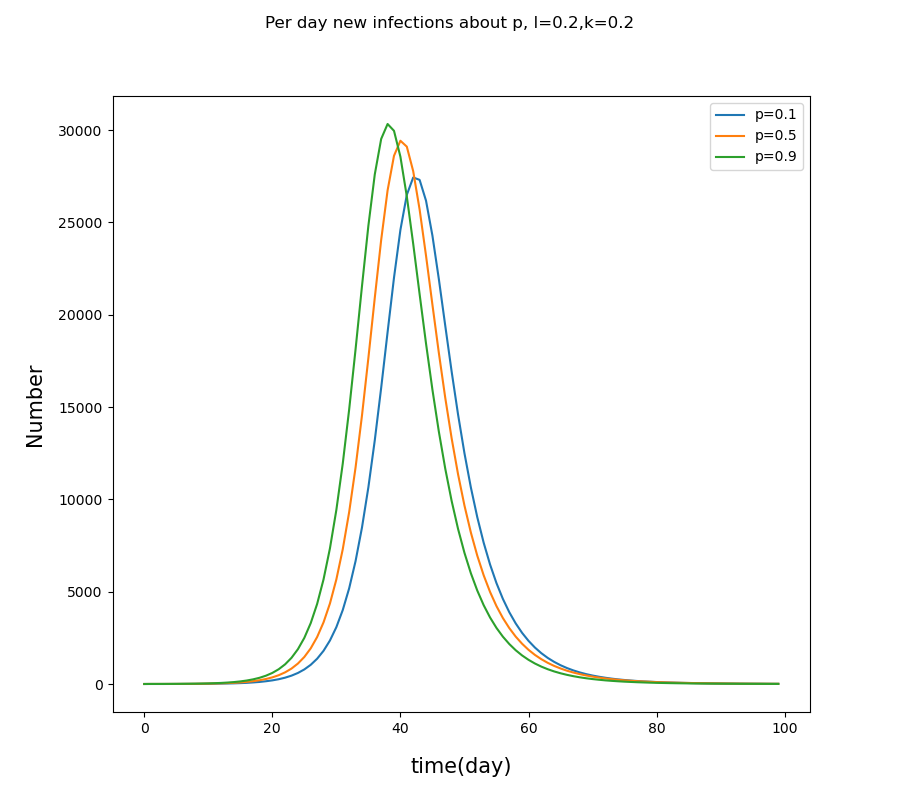 Per day new infections about p, l=0.2,k=0.2
p=0.1
p=0.5
p=0.9
30000
25000
20000
15000
10000
5000
0
Number
0 20 40 60 80 100
time(day)